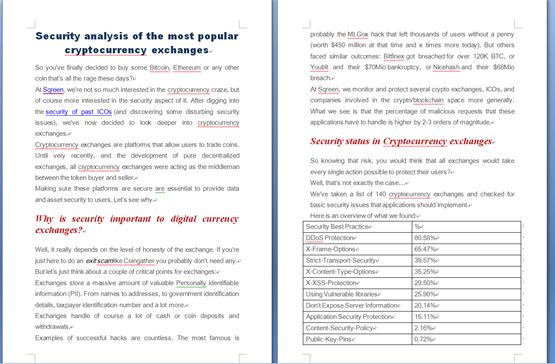 Security analysis of the most popular
cryptocurrency exchanges
So you've finally decided to buy some Bitcoin, Ethereum or any other
coin that's all the rage these days?
At Sqreen, we're not so much interested in the cryptocurrency craze, but
of course more interested in the security aspect of it. After digging into
the security of past ICOs (and discovering some disturbing security
issues), we've now decided to look deeper into cryptocurrency
exchanges.
Cryptocurrency exchanges are platforms that allow users to trade coins.
Until very recently, and the development of pure decentralized
exchanges, all cryptocurrency exchanges were acting as the middleman
between the token buyer and seller.
Making sure these platforms are secure are essential to provide data
and asset security to users. Let's see why.
Why is security important to digital currency
exchanges?
Well, it really depends on the level of honesty of the exchange. If you're
just here to do an exit scam like Coingather you probably don't need any.
But let's just think about a couple of critical points for exchanges:
Exchanges store a massive amount of valuable Personally identifiable
information (PII). From names to addresses, to government identification
details, taxpayer identification number and a lot more.
Exchanges handle of course a lot of cash or coins deposits and
withdrawals.
Examples of successful hacks are countless. The most famous is
probably the Mt.Gox hack that left thousands of users without a penny
(worth $450 million at that time and x times more today). But others
faced similar outcomes: Bitfinex got breached for over 120K BTC, or
Youbit and their $70Mio bankruptcy, or Nicehash and their $68Mio
breach.
At Sqreen, we monitor and protect several crypto exchanges, ICOs, and
companies involved in the crypto/blockchain space more generally.
What we see is that the percentage of malicious requests that these
applications have to handle is higher by 2-3 orders of magnitude.
Security status in Cryptocurrency exchanges
So knowing that risk, you would think that all exchanges would take
every single action possible to protect their users?
Well, that's not exactly the case...
We've taken a list of 140 cryptocurrency exchanges and checked for
basic security issues that applications should implement.
Here is an overview of what we found:
Security Best Practice %
DDoS Protection 80.58%
X-Frame-Options 65.47%
Strict-Transport-Security 39.57%
X-Content-Type-Options 35.25%
X-XSS-Protection 29.50%
Using Vulnerable libraries 25.90%
Don't Expose Server Information 20.14%
Application Security Protection 15.11%
Content-Security-Policy 2.16%
Public-Key-Pins 0.72%